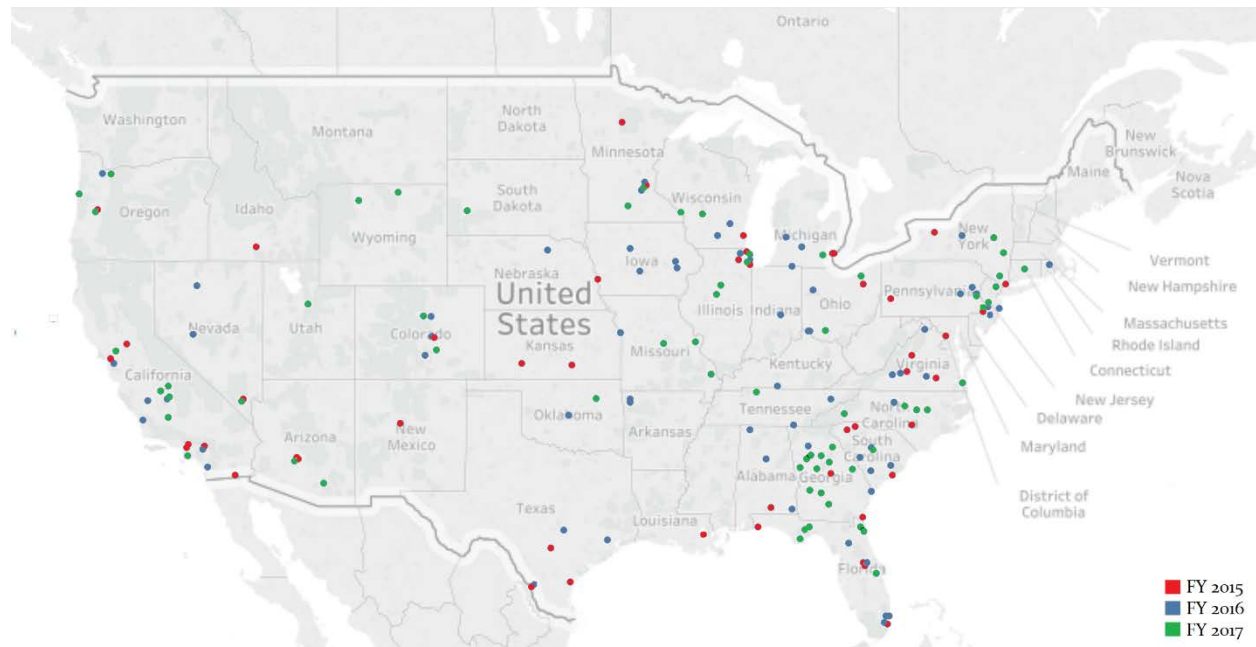 Ontario
Washington
Montana
North
Dakota
Minnesota
New
Brunswick
Maine
Nova
Scotia
Oregon
Idaho
South
Dakota
Wisconsin
Michigan
New
York
Wyoming
Vermont
Iowa
Nebraska
United
States
Illinois
Indiana
Ohio
Pennsylvania
New Hampshire
Nevada
Utah
Colorado
Kansas
Missouri
Massachusetts
Rhode Island
California
Kentucky
Virginia
Connecticut
New Jersey
Oklahoma
Tennessee
North
Carolina
Delaware
Arizona
New
Mexico
Arkansas
South
Carolina
Maryland
Alabama
Georgia
District of
Columbia
Texas
Louisiana
Florida
FY 2015
FY 2016
FY 2017